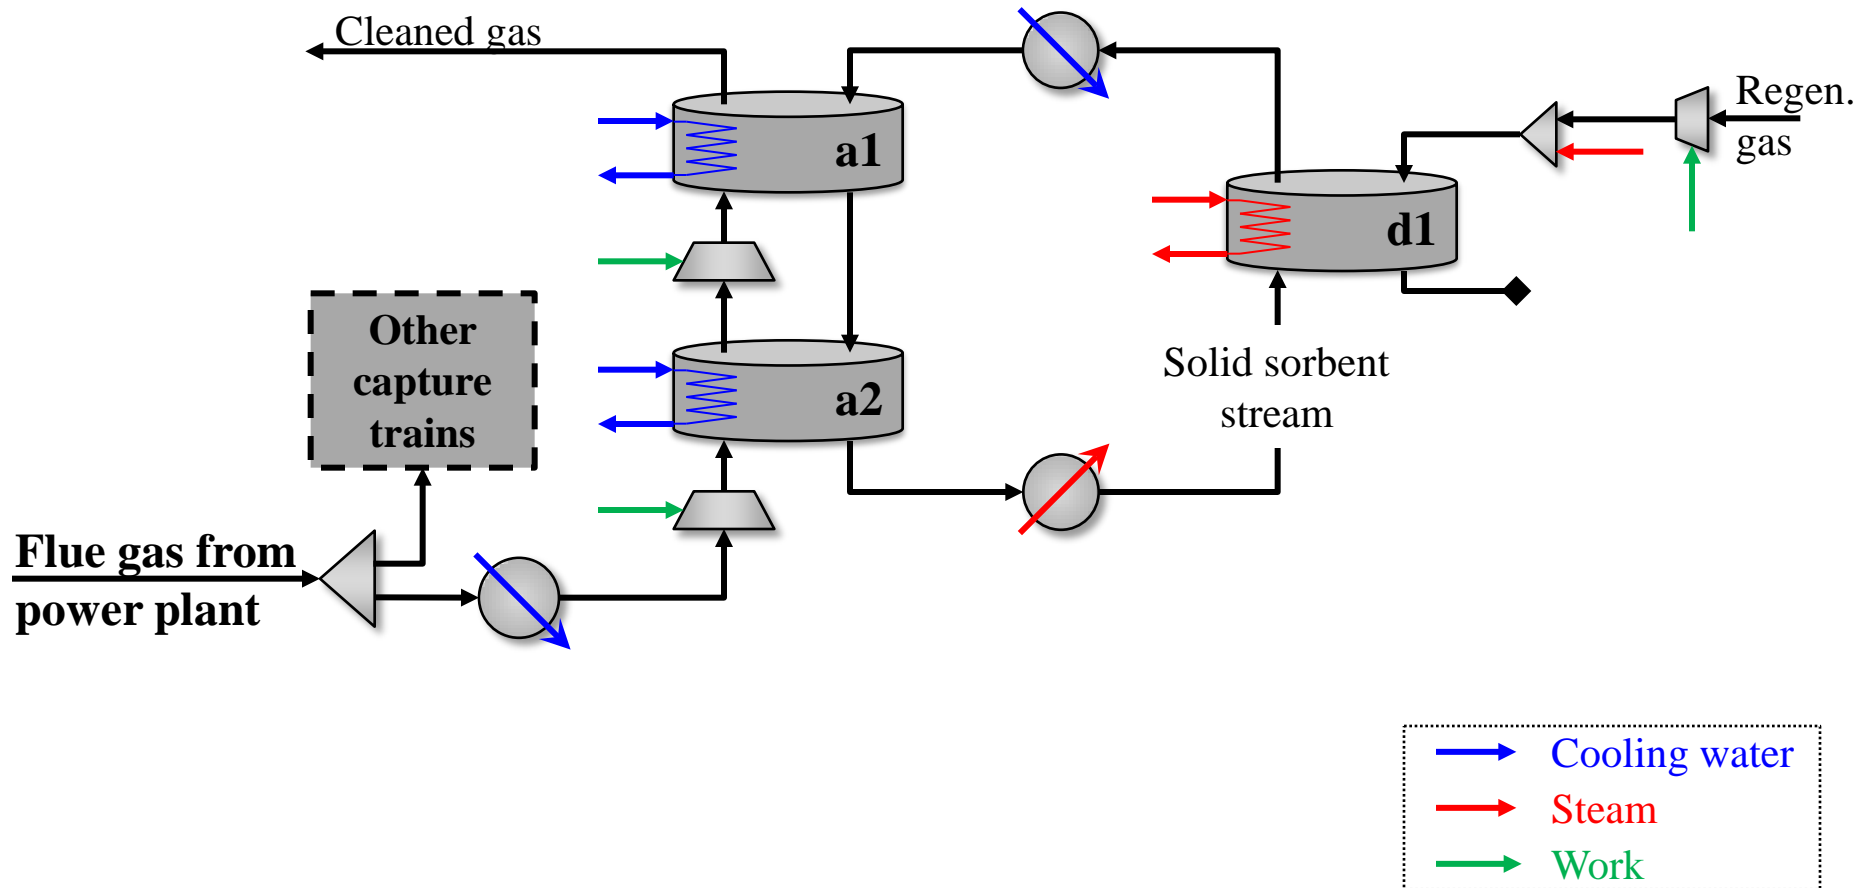 Cleaned gas
Regen.
gas
a1
d1
Other
capture
trains
a2
Solid sorbent
stream
Flue gas from
power plant
Cooling water
Steam
Work